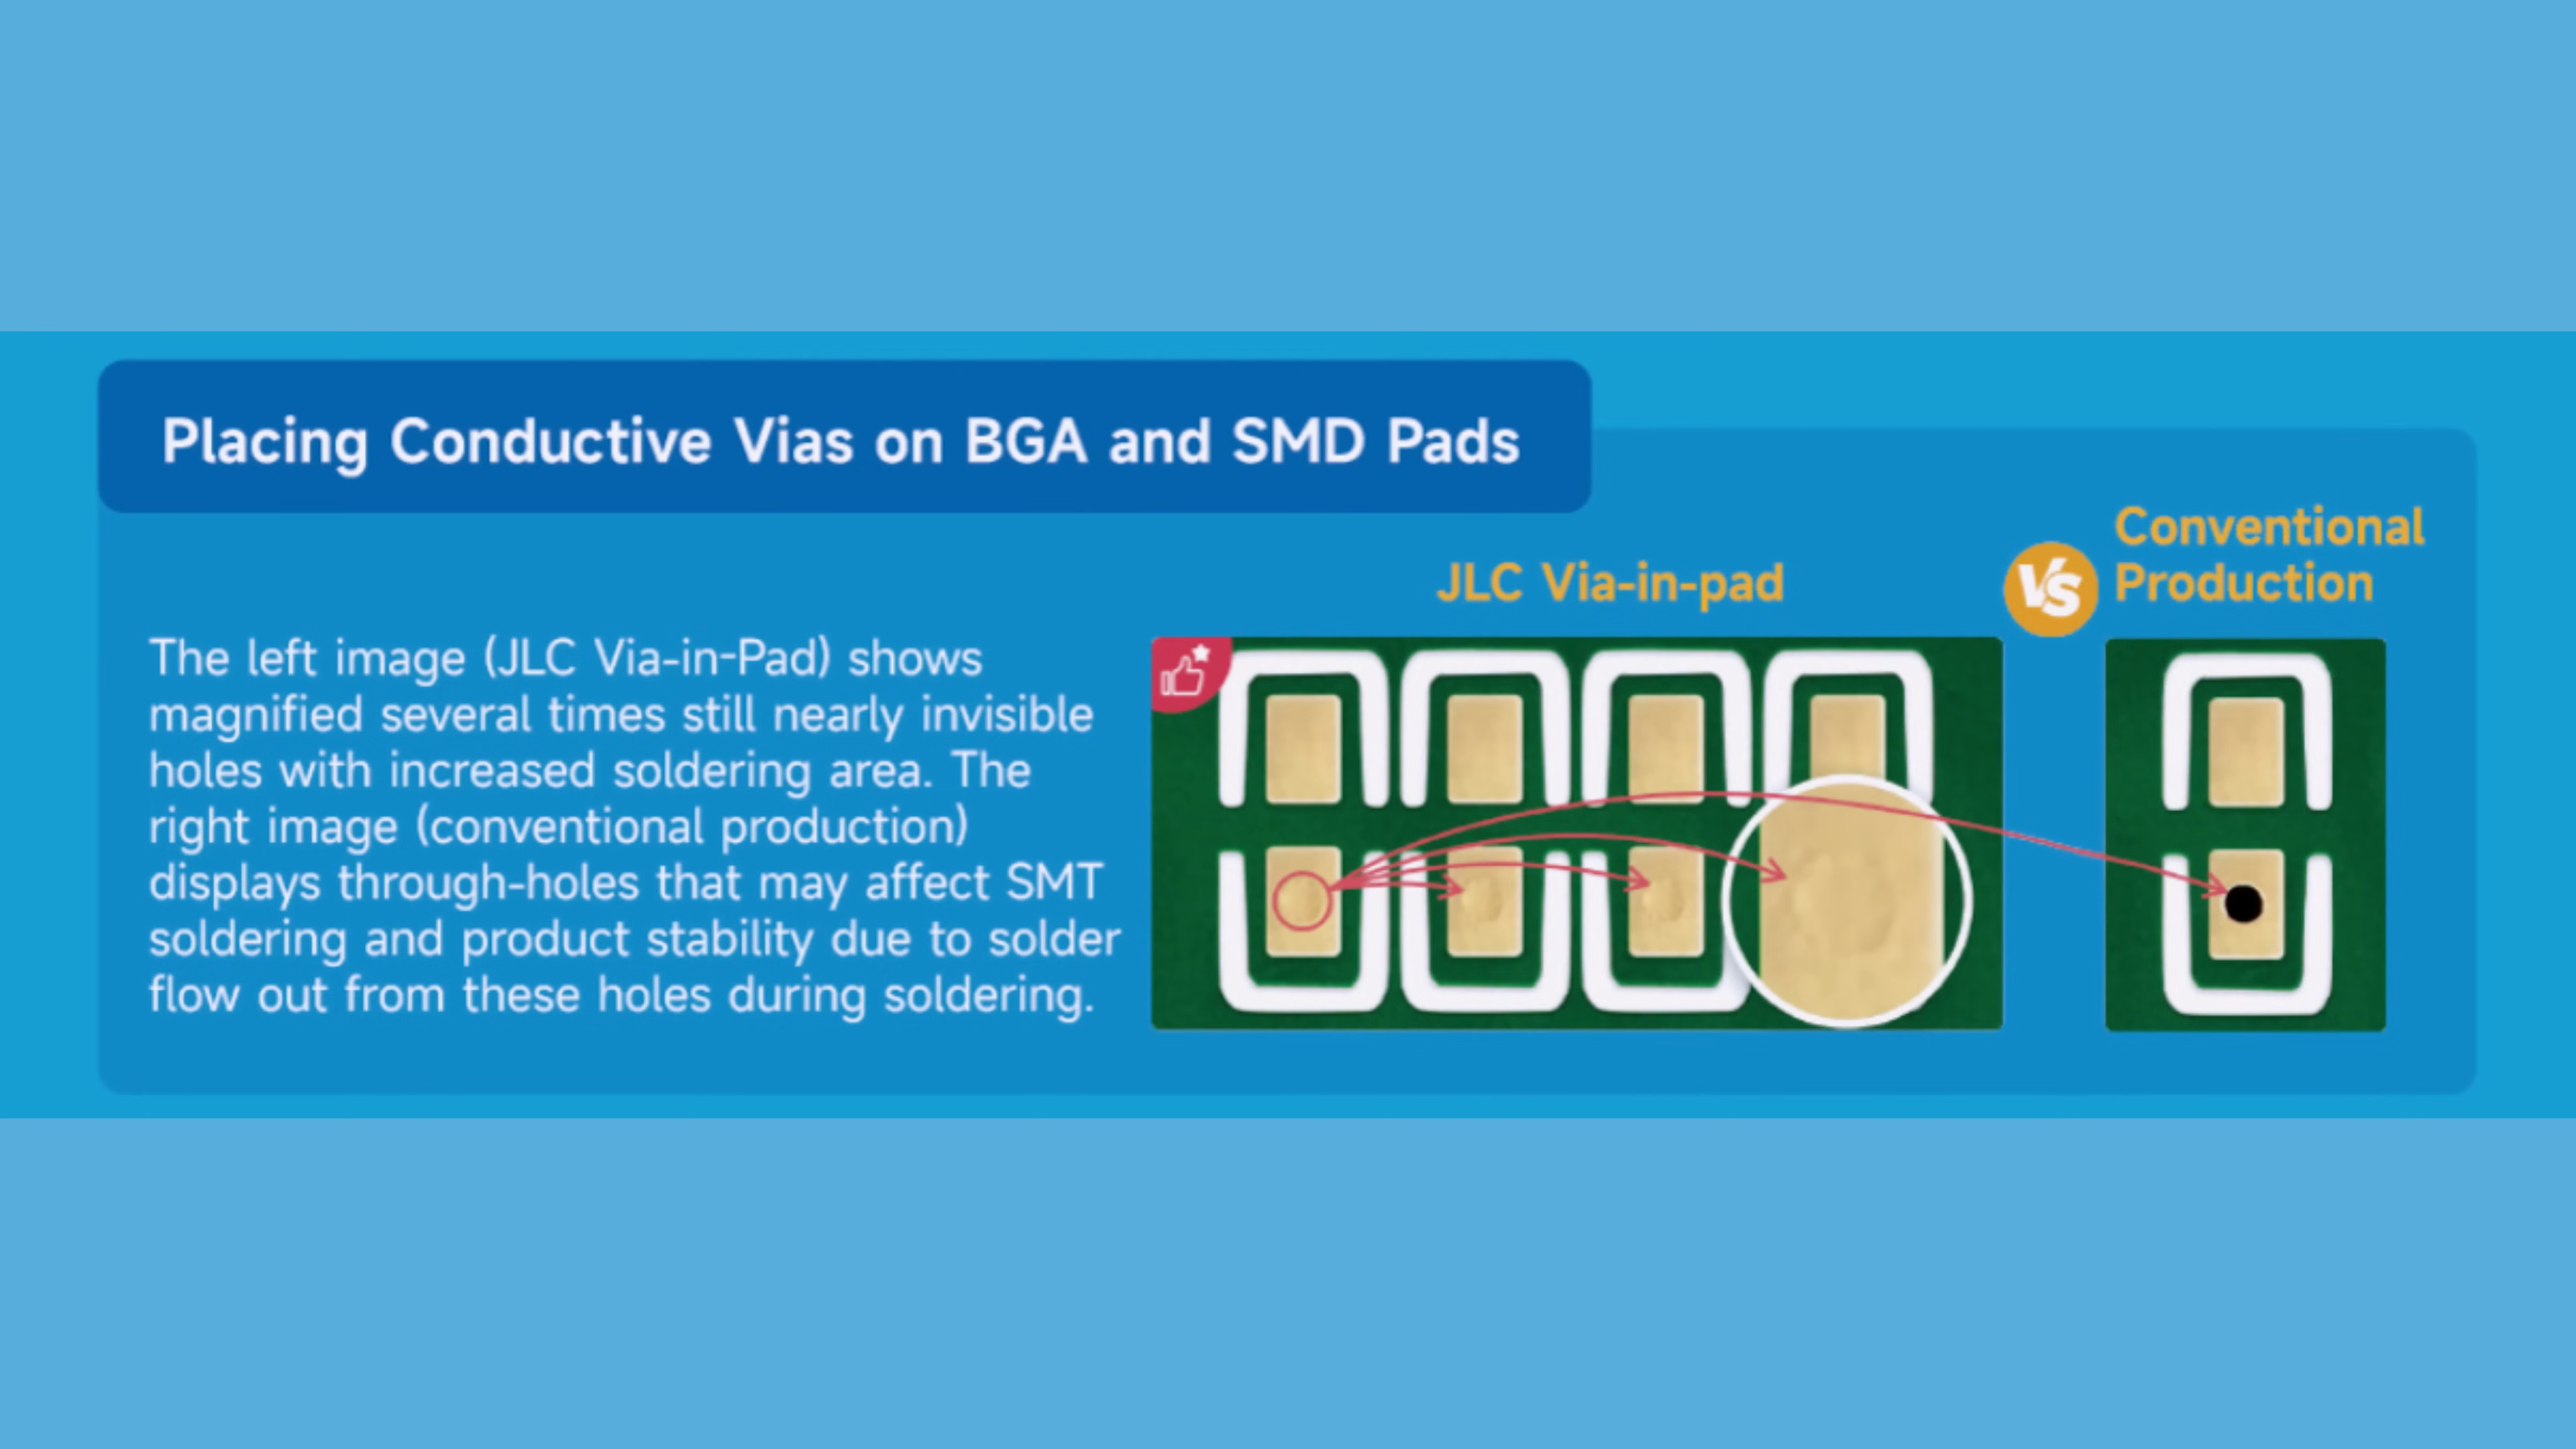 Placing Conductive Vias on BGA and SMD Pads
The left image (JLC Via-in-Pad) shows
magnified several times still nearly invisible
holes with increased soldering area. The
right image (conventional production)
displays through-holes that may affect SMT
soldering and product stability due to solder
flow out from these holes during soldering.
JLC Via-in-pad
VS
Conventional
Production